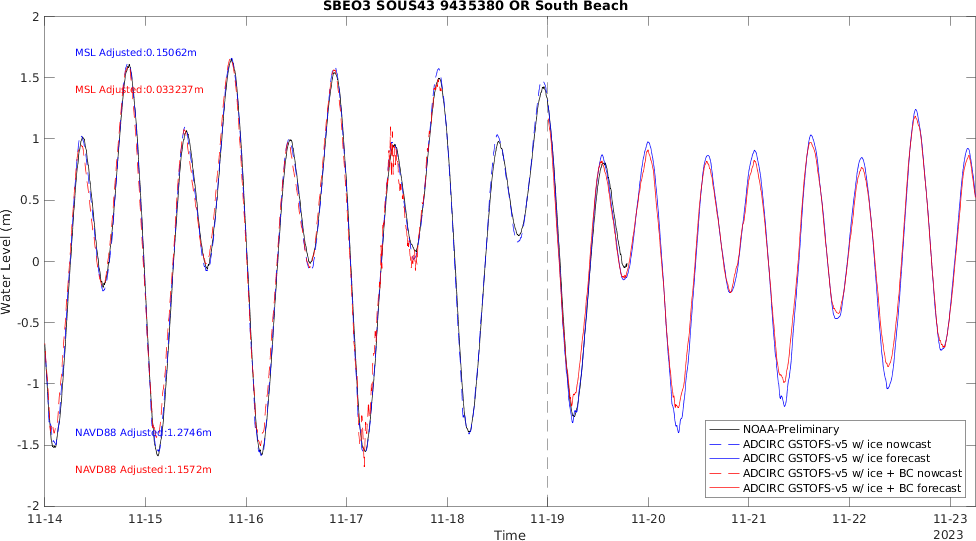 SBEO3 SOUS43 9435380 OR South Beach
Water Level (m)
2
1.5
1
0.5
0
-0.5
-1
-1.5
-2
MSL Adjusted:0.15062m
MSL Adjusted:0.033237m
NAVD88 Adjusted:1.2746m
NAVD88 Adjusted:1.1572m
NOAA-Preliminary
ADCIRC GSTOFS-v5 w/ ice nowcast
ADCIRC GSTOFS-v5 w/ ice forecast
ADCIRC GSTOFS-v5 w/ ice + BC nowcast
ADCIRC GSTOFS-v5 w/ ice + BC forecast
11-14 11-15 11-16 11-17 11-18 11-19 11-20 11-21 11-22 11-23
Time
2023